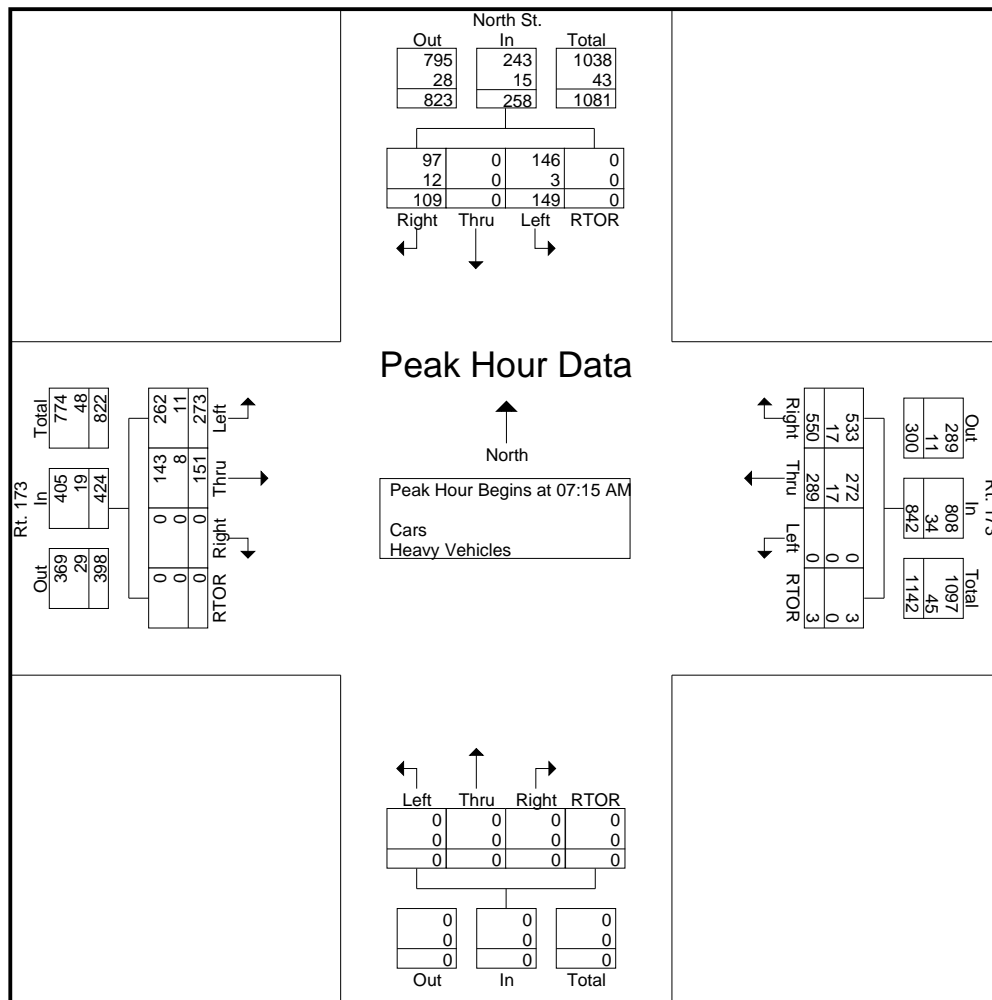 North St.
Out In Total
795 243 1038
28 15 43
823 258 1081
97 0 146 0
12 0 3 0
109 0 149 0
Right Thru Left RTOR
Peak Hour Data
North
Peak Hour Begins at 07:15 AM
Cars
Heavy Vehicles
Rt. 173
Total In Out
774 405 369
48 19 29
822 424 398
Left Thru Right RTOR
262 143 0 0
11 8 0 0
273 151 0 0
Rt. 173
Out In Total
289 808 1097
11 34 45
300 842 1142
533 272 0 3
17 17 0 0
550 289 0 3
Right Thru Left RTOR
Left Thru Right RTOR
0 0 0 0
0 0 0 0
0 0 0 0
0 0 0
0 0 0
0 0 0
Out In Total